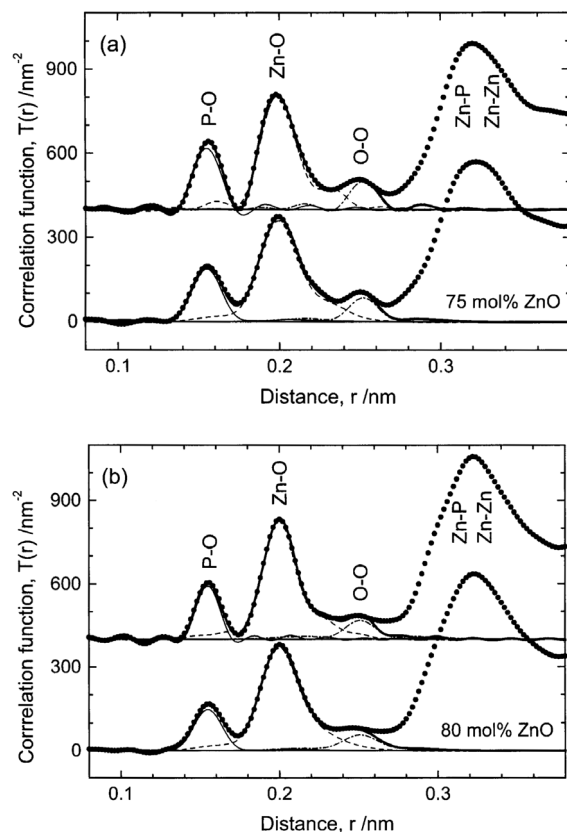 (a)
P-O
Zn-O
O-O
Zn-P
Zn-Zn
900
600
300
0
Corrrelation function, T(r) /nm-2
75 mol% ZnO
0.1
0.2
0.3
Distance, r /nm
(b)
P-O
Zn-O
O-O
Zn-P
Zn-Zn
900
600
300
0
Corrrelation function, T(r) /nm-2
80 mol% ZnO
0.1
0.2
0.3
Distance, r /nm